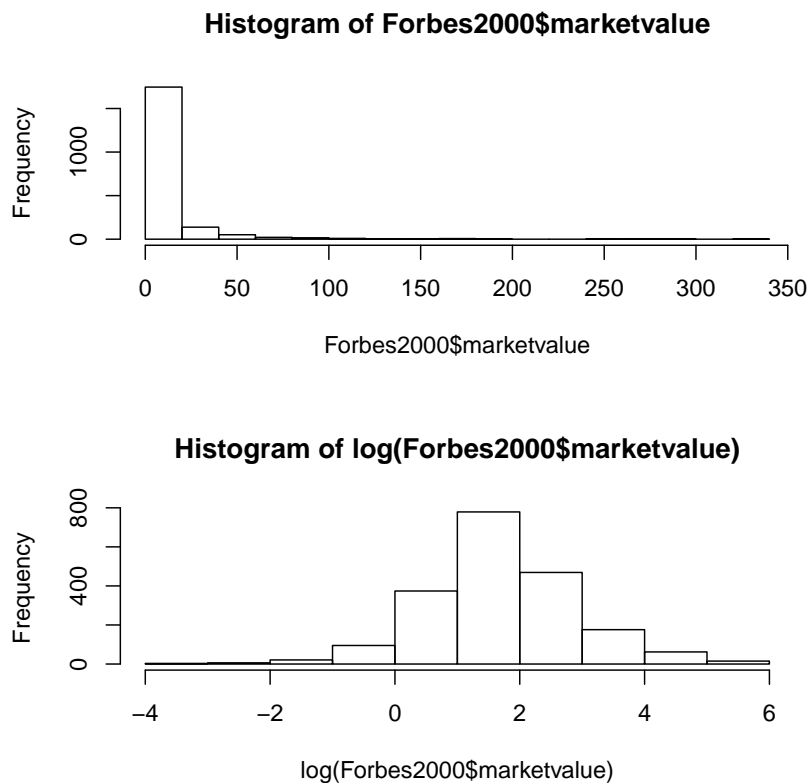 Histogram of Forbes2000$marketvalue
Frequency
1000
0
0 50 100 150 200 250 300 350
Forbes2000$marketvalue
Histogram of log(Forbes2000$marketvalue)
Frequency
800
400
0
−4 −2 0 2 4 6
log(Forbes2000$marketvalue)